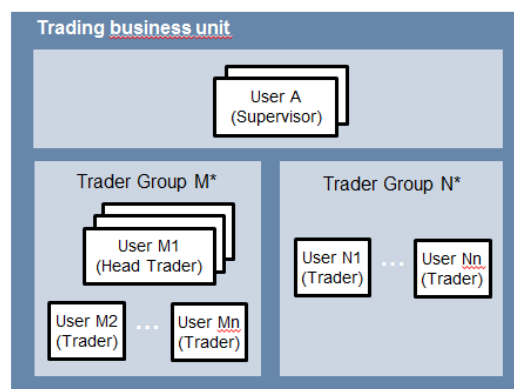 Trading business unit
User A
(Supervisor)
Trader Group M*
Trader Group N*
User M1
(Head Trader)
User N1
(Trader)
...
User Nn
(Trader)
User M2
(Trader)
...
User Mn
(Trader)